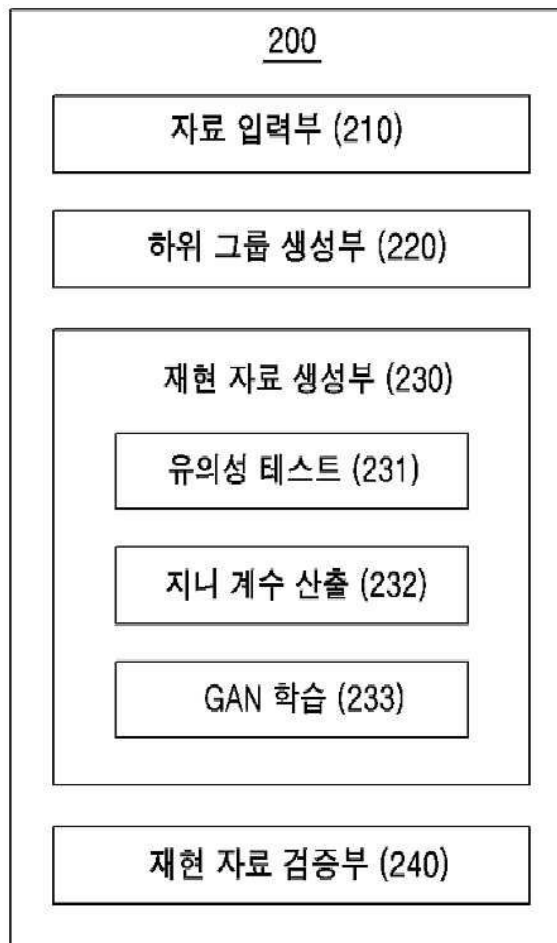 200
자료 입력부 (210)
하위 그룹 생성부 (220)
재현 자료 생성부 (230)
유의성 테스트 (231)
지니 계수 산출 (232)
GAN 학습 (233)
재현 자료 검증부 (240)